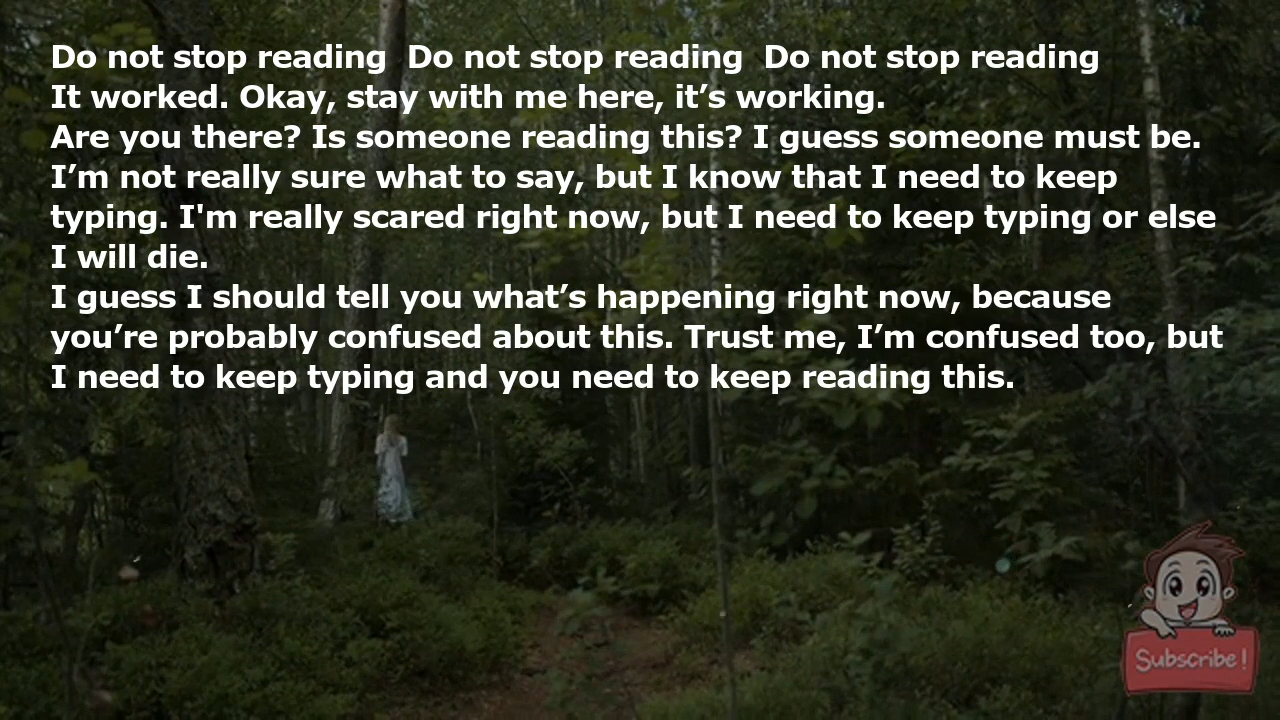 Do not stop reading  Do not stop reading  Do not stop reading
It worked. Okay, stay with me here, it’s working.
Are you there? Is someone reading this? I guess someone must be.
I’m not really sure what to say, but I know that I need to keep
typing. I'm really scared right now, but I need to keep typing or else
I will die.
I guess I should tell you what’s happening right now, because
you’re probably confused about this. Trust me, I’m confused too, but
I need to keep typing and you need to keep reading this.
Subscribe!